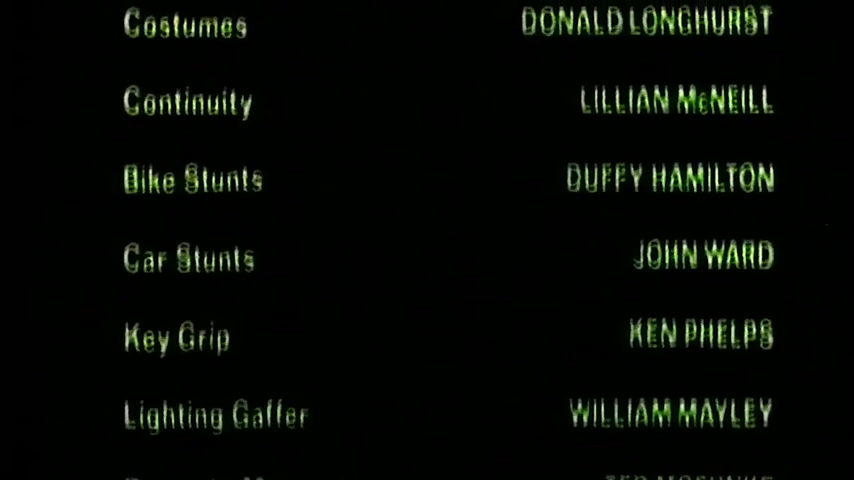 Costumes DONALD LONGHURST
Continuity LILLIAN McNEILL
Bike Stunts DUFFY HAMILTON
Car Stunts JOHN WARD
Key Grip KEN PHELPS
Lighting Gaffer WILLIAM MAYLEY